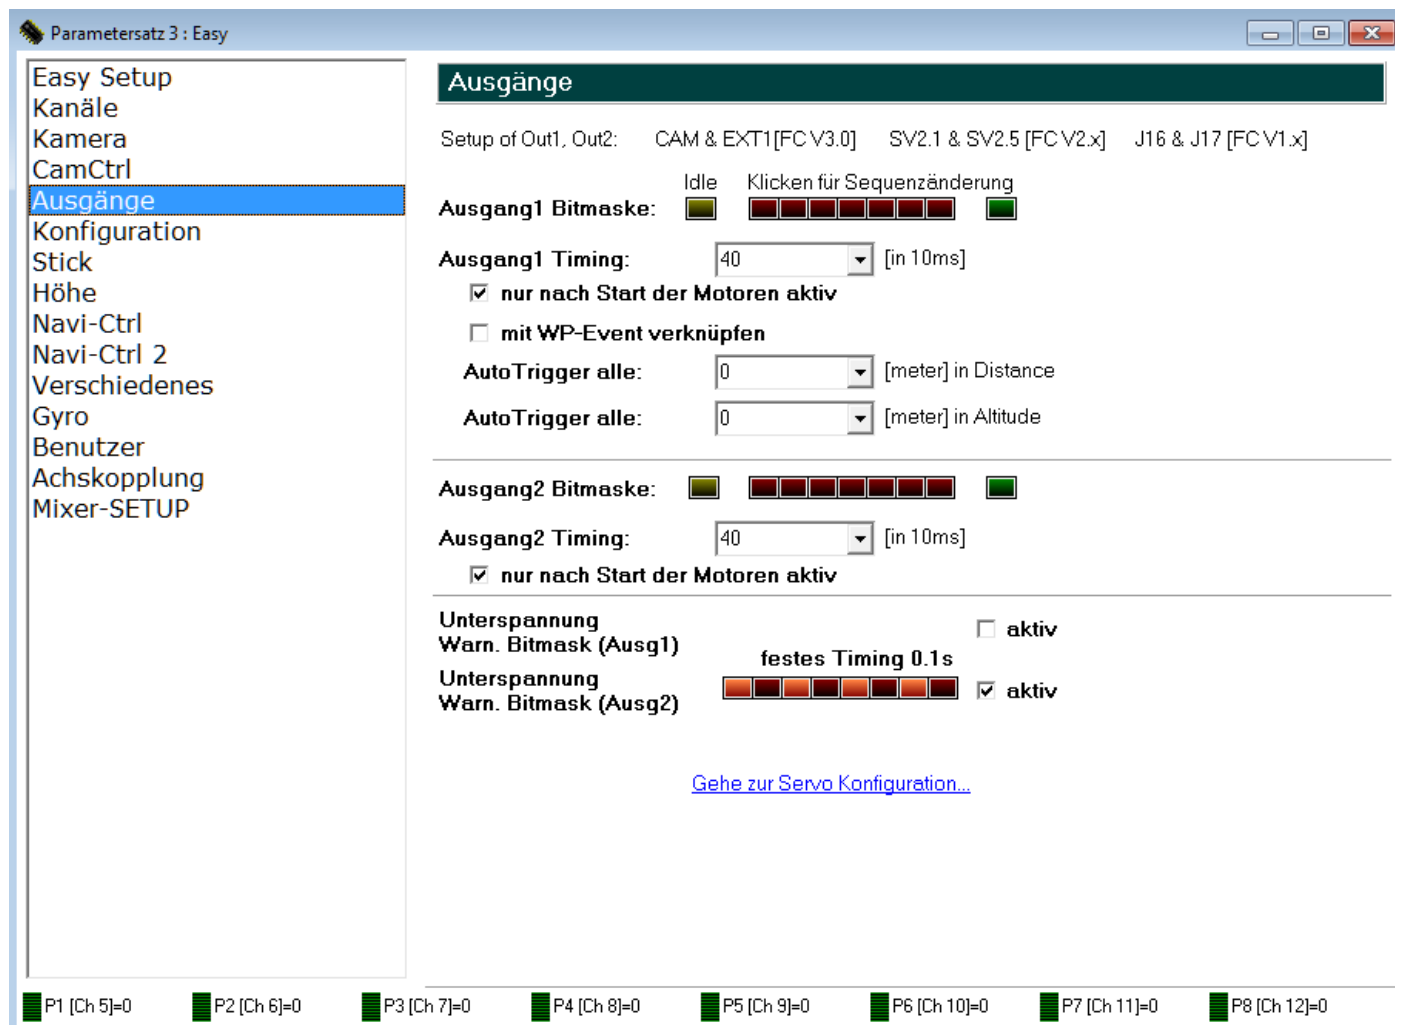 Parametersatz 3 : Easy
Easy Setup
Kanäle
Kamera
CamCtrl
Ausgänge
Konfiguration
Stick
Höhe
Navi-Ctrl
Navi-Ctrl 2
Verschiedenes
Gyro
Benutzer
Achskopplung
Mixer-SETUP
Ausgänge
Setup of Out1, Out2: CAM & EXT1[FC V3.0] SV2.1 & SV2.5 [FC V2.x] J16 & J17 [FC V1.x]
Idle Klicken für Sequenzänderung
Ausgang1 Bitmaske:
Ausgang1 Timing: 40 [in 10ms]
nur nach Start der Motoren aktiv
mit WP-Event verknüpfen
AutoTrigger alle: 0 [meter] in Distance
AutoTrigger alle: 0 [meter] in Altitude
Ausgang2 Bitmaske:
Ausgang2 Timing: 40 [in 10ms]
nur nach Start der Motoren aktiv
Unterspannung
Warn. Bitmask (Ausg1) aktiv
festes Timing 0.1s
Unterspannung
Warn. Bitmask (Ausg2) aktiv
Gehe zur Servo Konfiguration...
P1 [Ch 5]=0 P2 [Ch 6]=0 P3 [Ch 7]=0 P4 [Ch 8]=0 P5 [Ch 9]=0 P6 [Ch 10]=0 P7 [Ch 11]=0 P8 [Ch 12]=0